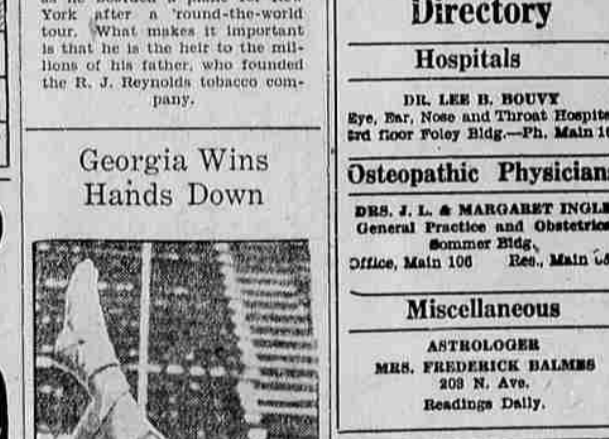 York after a 'round-the-world
tour. What makes it important
is that he is the heir to the mil-
lions of his father, who founded
the R. J. Reynolds tobacco com-
pany.
Georgia Wins
Hands Down
Directory
Hospitals
DR. LEE B. BOUVY
Eye, Ear, Nose and Throat Hospita
3rd floor Foley Bldg.—Ph. Main 1
Osteopathic Physician
DRS. J. L. & MARGARET INGL
General Practice and Obstetric
Sommer Bldg.
Office, Main 106 Res., Main
Miscellaneous
ASTROLOGER
MRS. FREDERICK BALMES
203 N. Ave.
Readings Daily.